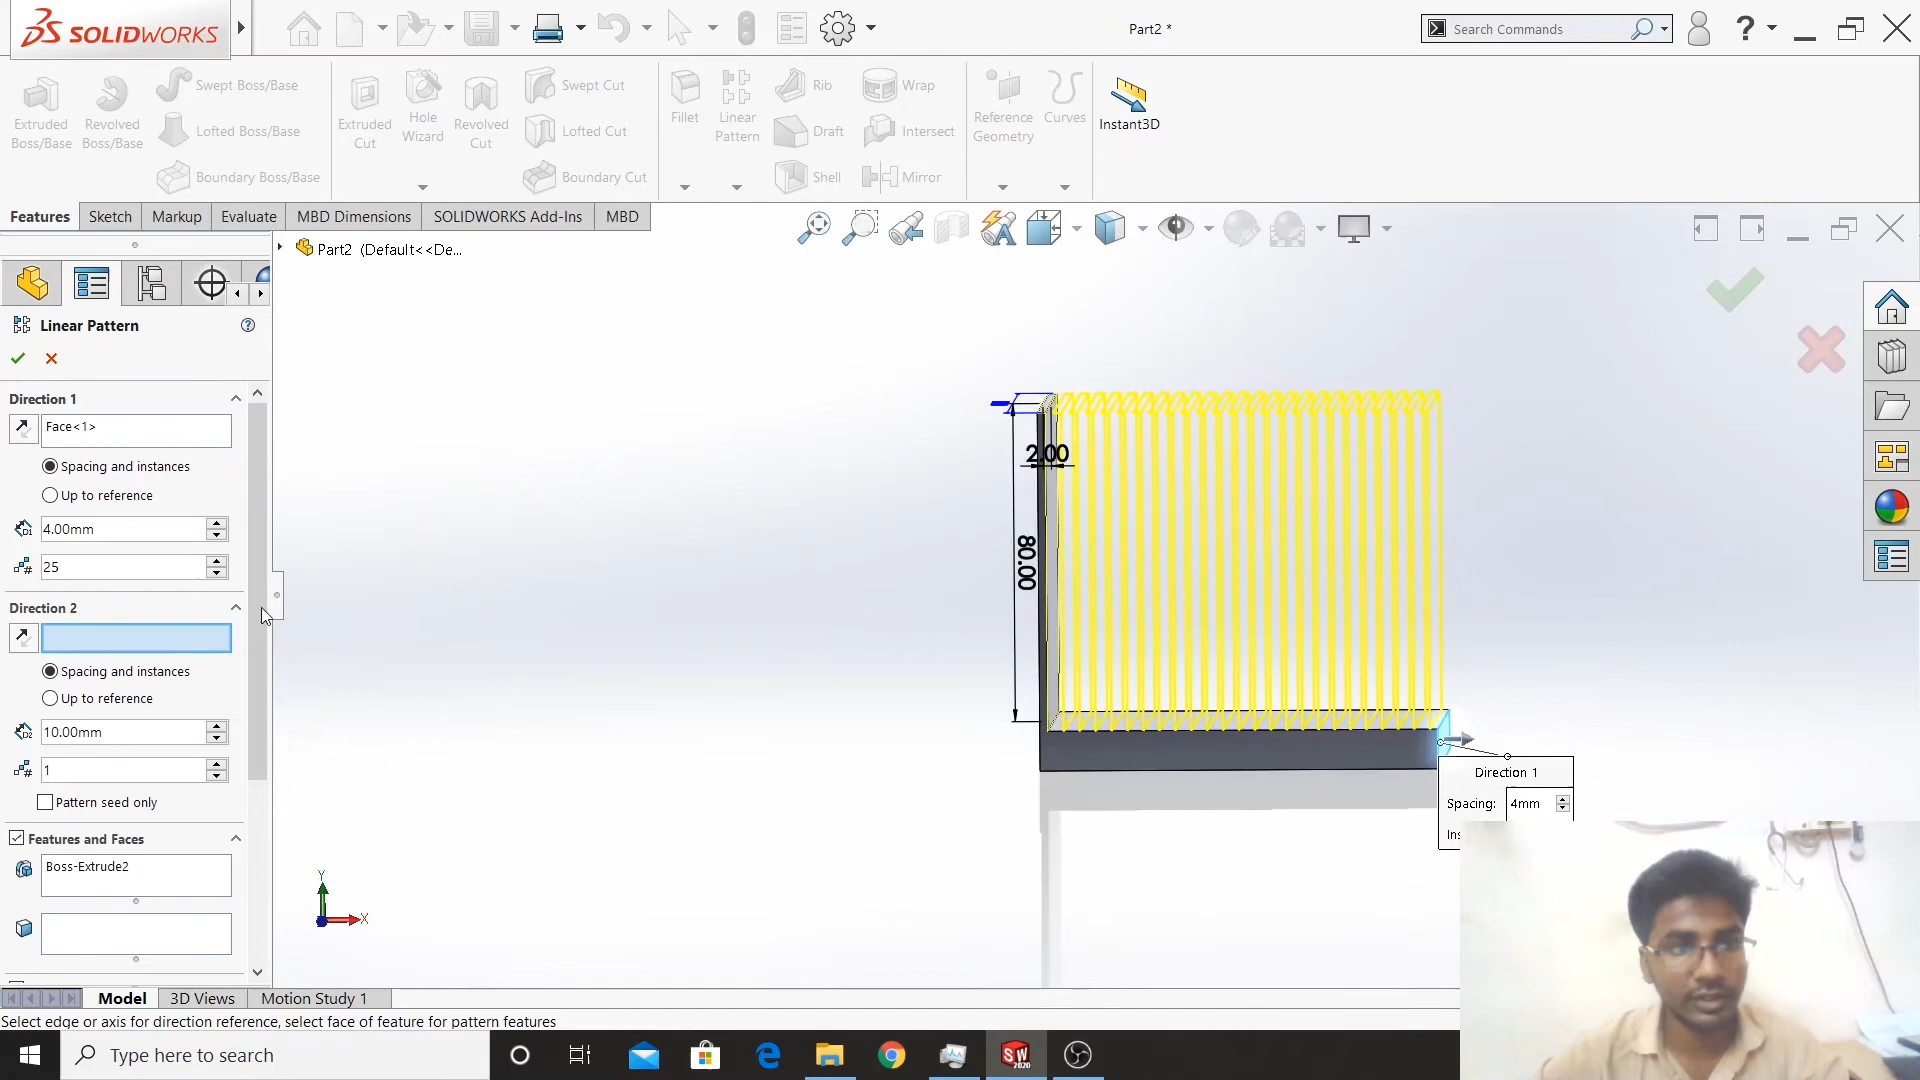 SOLIDWORKS
Part2 *
Search Commands
?
Extruded Boss/Base
Revolved Boss/Base
Swept Boss/Base
Lofted Boss/Base
Boundary Boss/Base
Extruded Cut
Hole Wizard
Revolved Cut
Swept Cut
Lofted Cut
Boundary Cut
Fillet
Linear Pattern
Rib
Draft
Shell
Wrap
Intersect
Mirror
Reference Geometry
Curves
Instant3D
Features
Sketch
Markup
Evaluate
MBD Dimensions
SOLIDWORKS Add-Ins
MBD
Part2 (Default<<De...
Linear Pattern
?
Direction 1
Face<1>
Spacing and instances
Up to reference
D1
4.00mm
#
25
Direction 2
Spacing and instances
Up to reference
D2
10.00mm
#
1
Pattern seed only
Features and Faces
Boss-Extrude2
2.00
80.00
Direction 1
Spacing: 4mm
Ins
Y
X
Model
3D Views
Motion Study 1
Select edge or axis for direction reference, select face of feature for pattern features
Type here to search
SW
2020